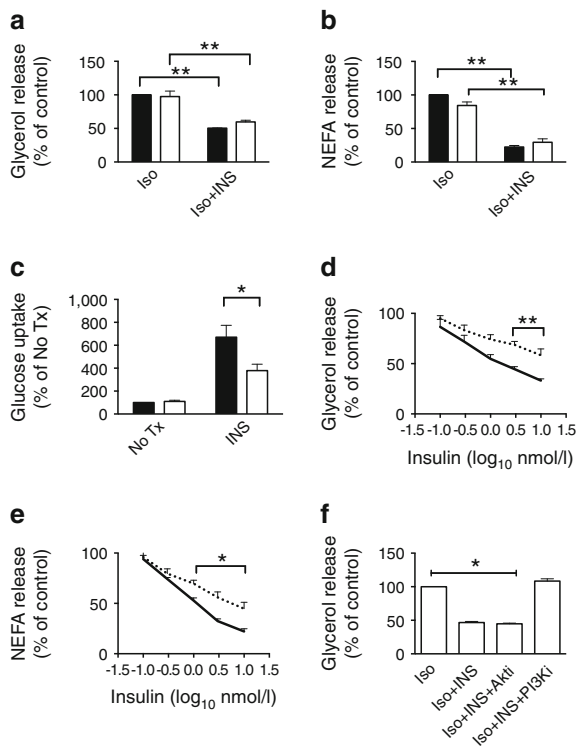 a
Glycerol release
(% of control)
150
100
50
0
**
**
Iso
Iso+INS
b
NEFA release
(% of control)
150
100
50
0
**
**
Iso
Iso+INS
c
Glucose uptake
(% of No Tx)
1,000
800
600
400
200
0
*
No Tx
INS
d
Glycerol release
(% of control)
100
50
0
**
-1.5 -1.0 -0.5 0.0 0.5 1.0 1.5
Insulin (log10 nmol/l)
e
NEFA release
(% of control)
100
50
0
*
-1.5 -1.0 -0.5 0.0 0.5 1.0 1.5
Insulin (log10 nmol/l)
f
Glycerol release
(% of control)
150
100
50
0
*
Iso
Iso+INS
Iso+INS+Akti
Iso+INS+PI3Ki